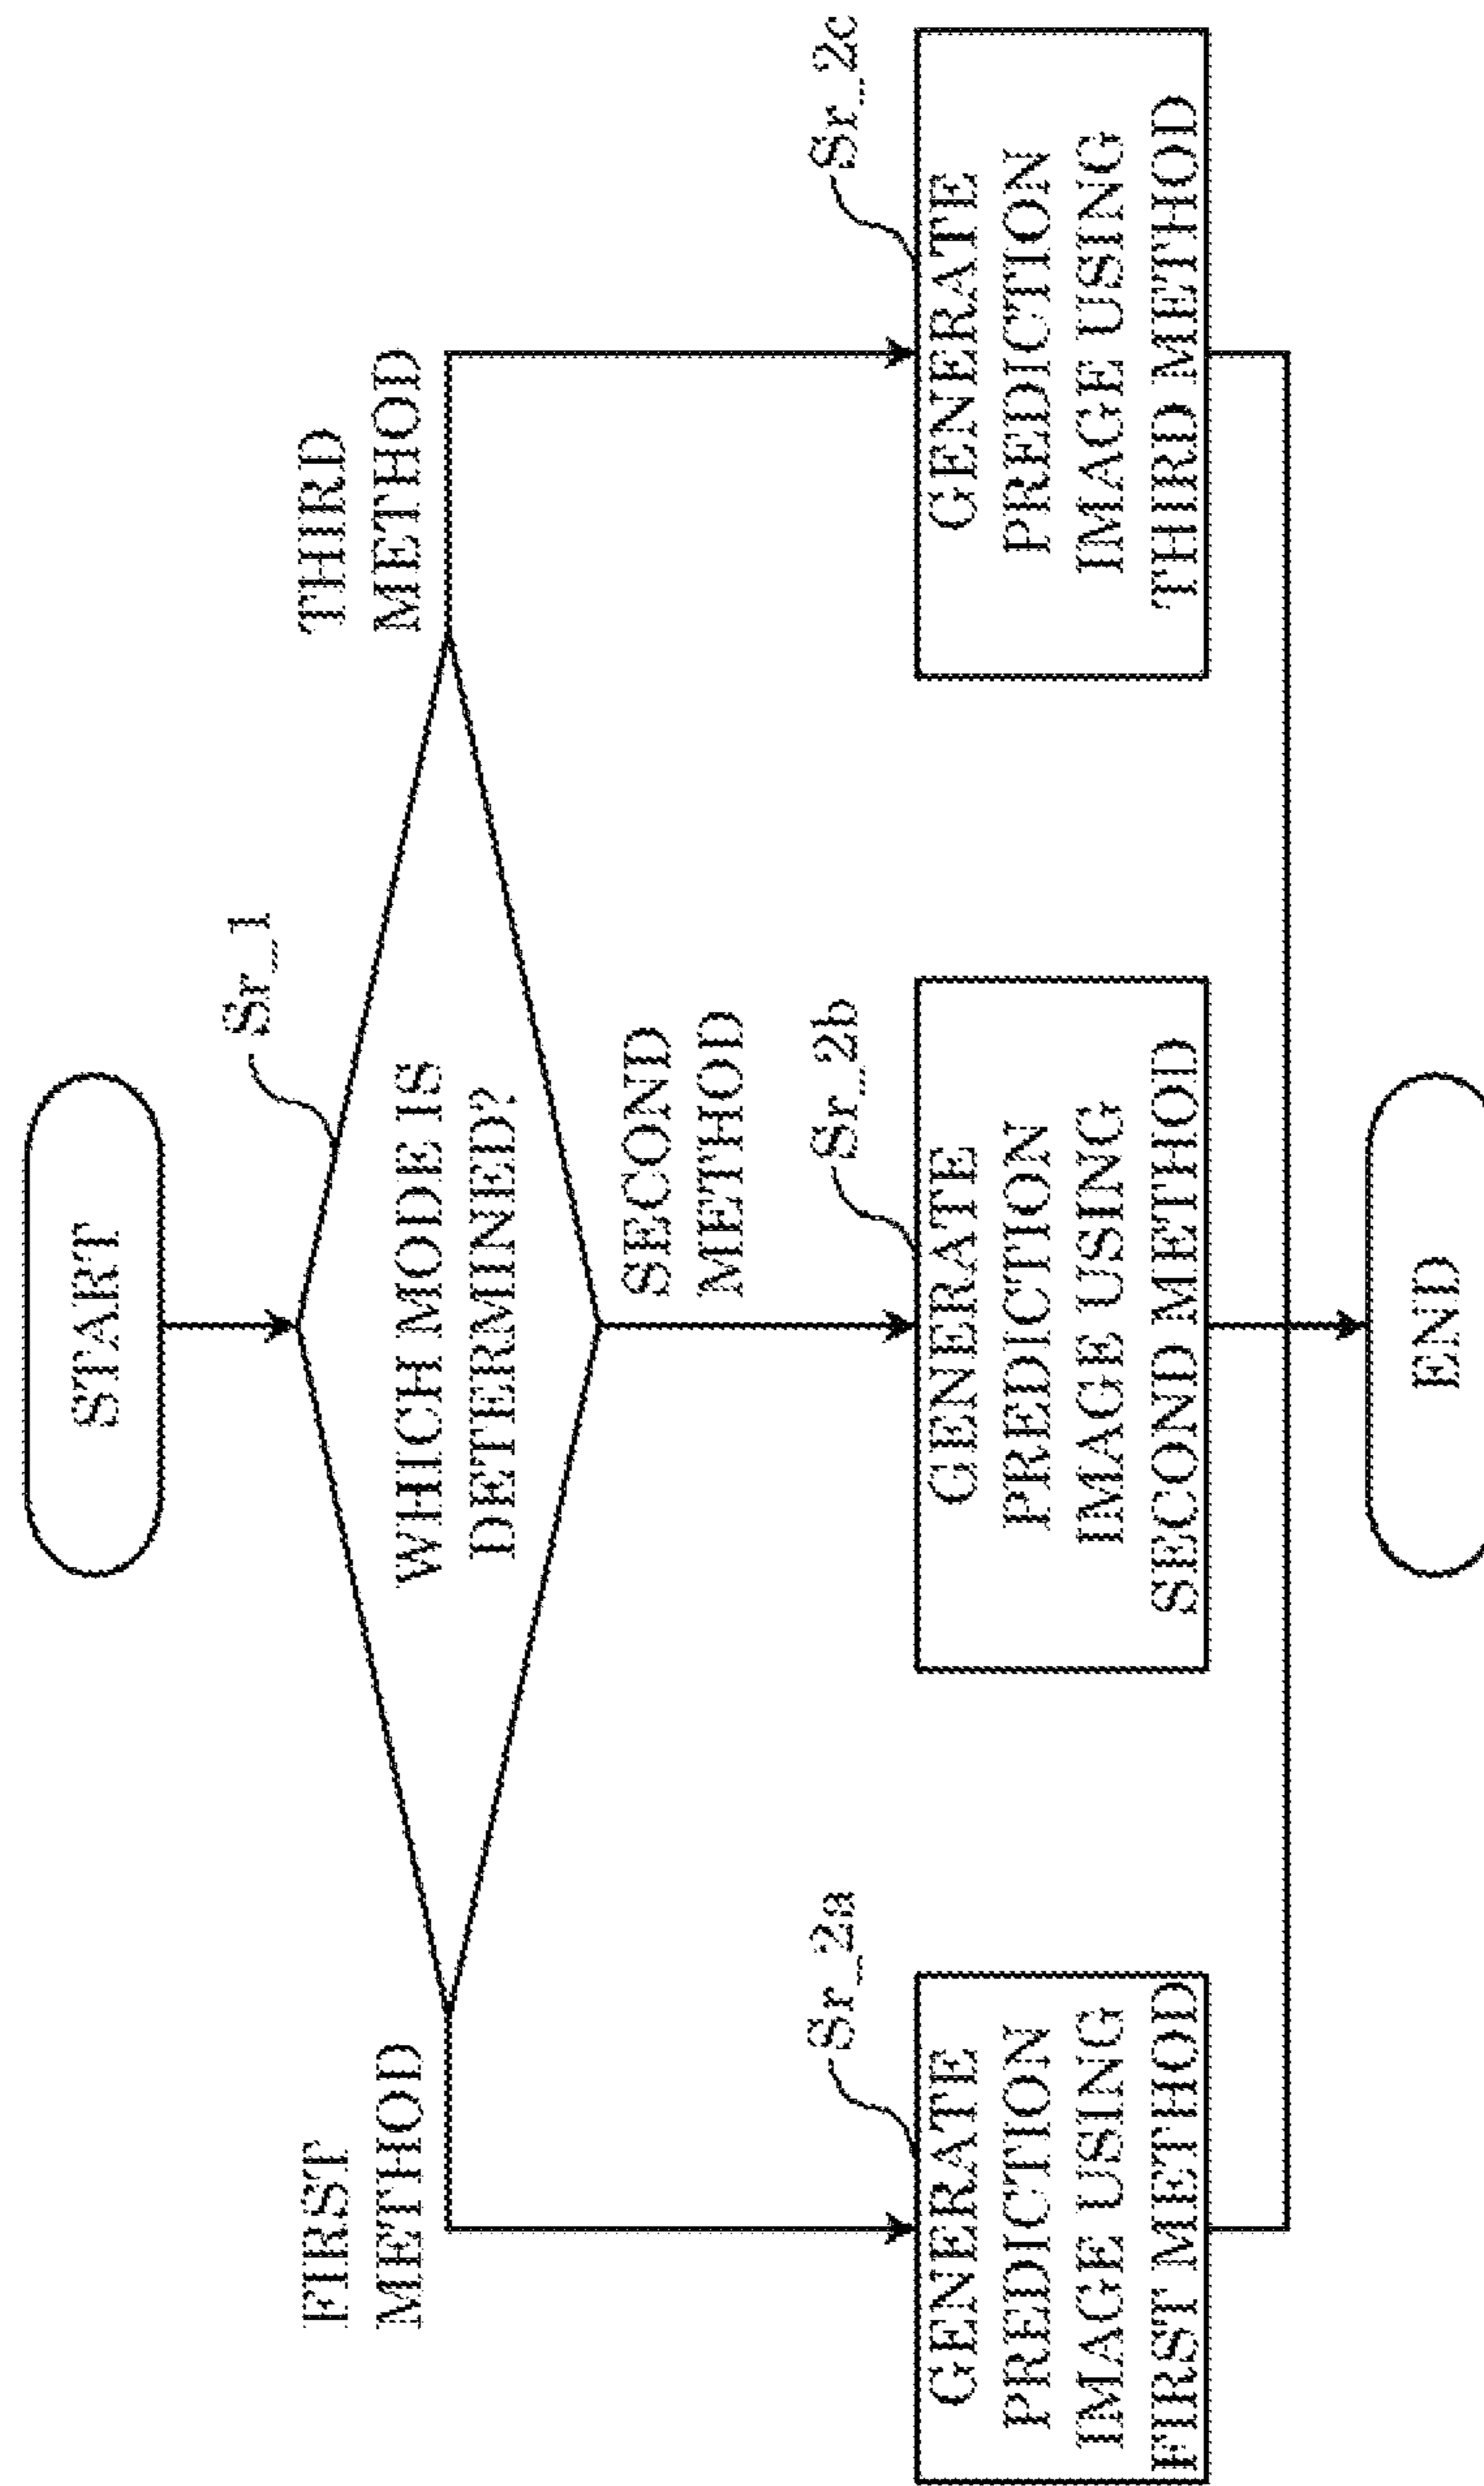 START
Sr_1
WHICH MODE IS
DETERMINED?
FIRST
METHOD
SECOND
METHOD
THIRD
METHOD
Sr_2a
GENERATE
PREDICTION
IMAGE USING
FIRST METHOD
Sr_2b
GENERATE
PREDICTION
IMAGE USING
SECOND METHOD
Sr_2c
GENERATE
PREDICTION
IMAGE USING
THIRD METHOD
END